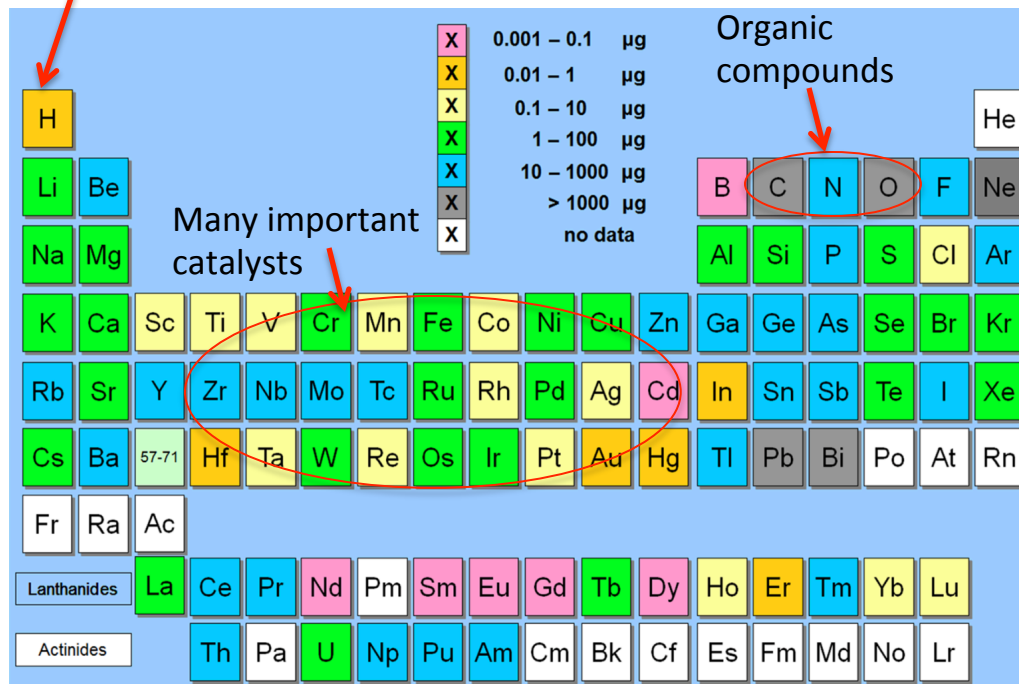 X 0.001 – 0.1 µg
X 0.01 – 1 µg
X 0.1 – 10 µg
X 1 – 100 µg
X 10 – 1000 µg
X > 1000 µg
X no data
Organic
compounds
Many important
catalysts
H He
Li Be B C N O F Ne
Na Mg Al Si P S Cl Ar
K Ca Sc Ti V Cr Mn Fe Co Ni Cu Zn Ga Ge As Se Br Kr
Rb Sr Y Zr Nb Mo Tc Ru Rh Pd Ag Cd In Sn Sb Te I Xe
Cs Ba 57-71 Hf Ta W Re Os Ir Pt Au Hg Tl Pb Bi Po At Rn
Fr Ra Ac
Lanthanides La Ce Pr Nd Pm Sm Eu Gd Tb Dy Ho Er Tm Yb Lu
Actinides Th Pa U Np Pu Am Cm Bk Cf Es Fm Md No Lr